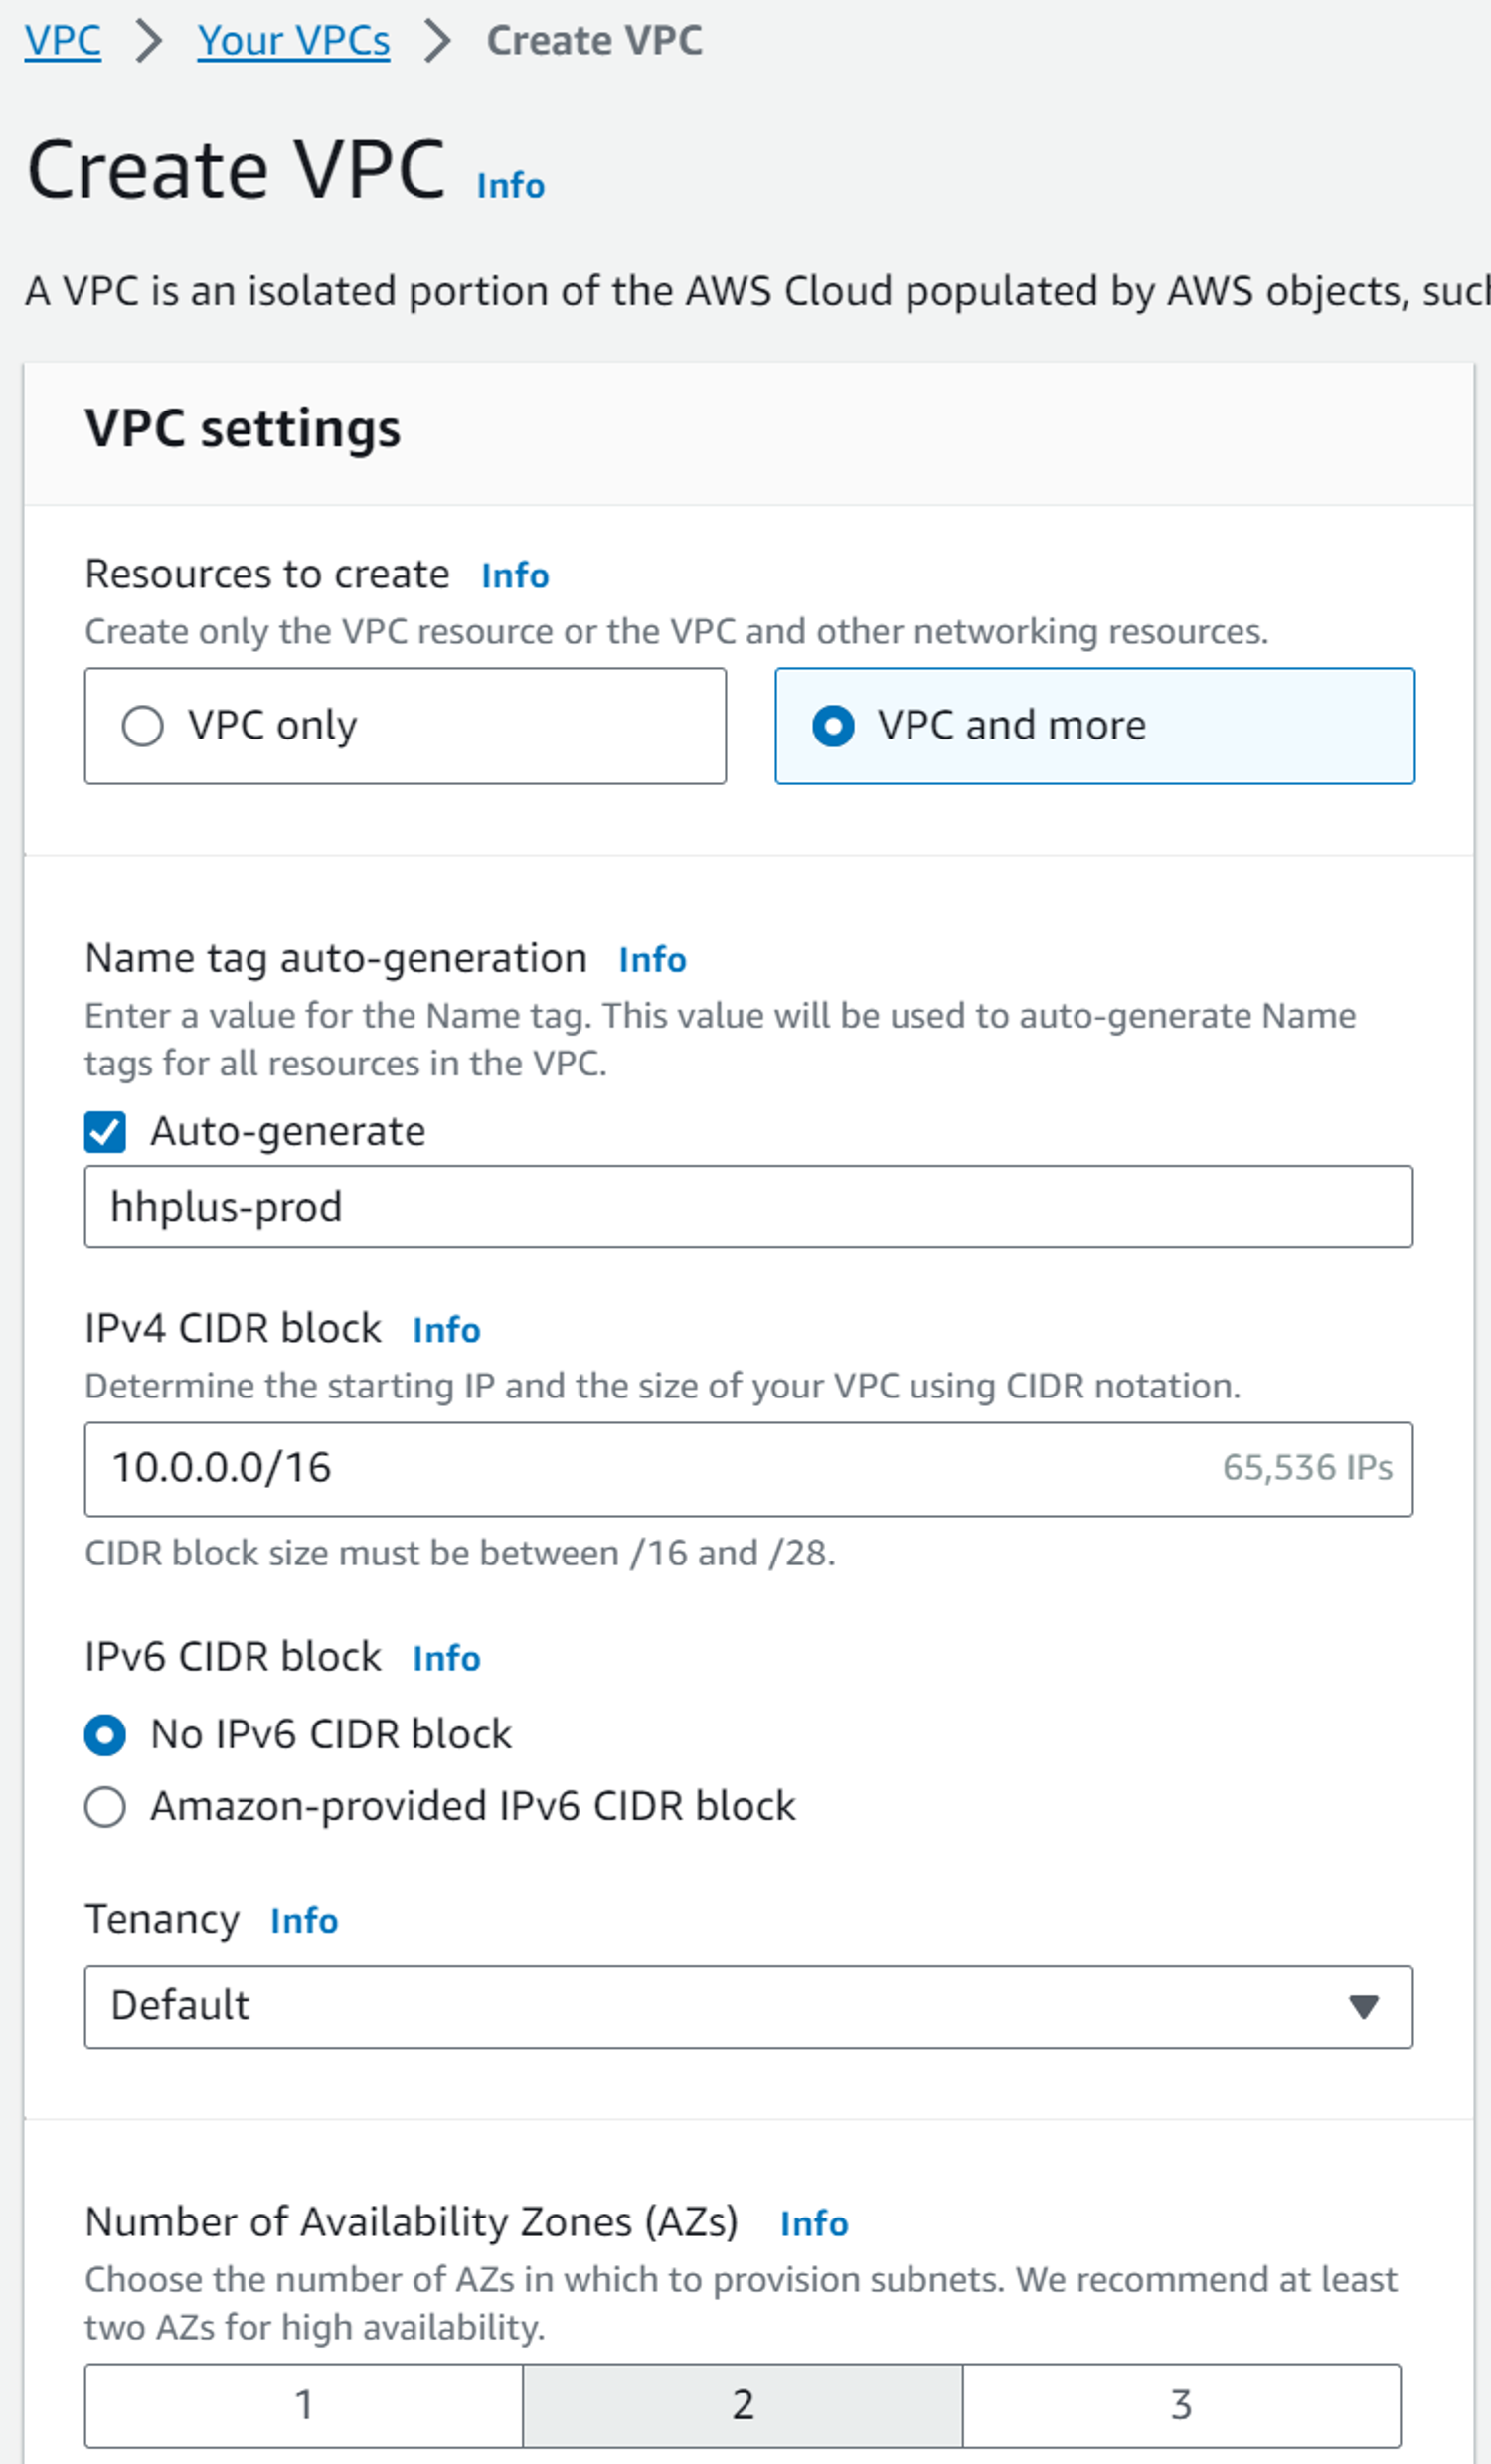 VPC > Your VPCs > Create VPC
Create VPC Info
A VPC is an isolated portion of the AWS Cloud populated by AWS objects, such
VPC settings
Resources to create Info
Create only the VPC resource or the VPC and other networking resources.
VPC only VPC and more
Name tag auto-generation Info
Enter a value for the Name tag. This value will be used to auto-generate Name
tags for all resources in the VPC.
Auto-generate
hhplus-prod
IPv4 CIDR block Info
Determine the starting IP and the size of your VPC using CIDR notation.
10.0.0.0/16 65,536 IPs
CIDR block size must be between /16 and /28.
IPv6 CIDR block Info
No IPv6 CIDR block
Amazon-provided IPv6 CIDR block
Tenancy Info
Default
Number of Availability Zones (AZs) Info
Choose the number of AZs in which to provision subnets. We recommend at least
two AZs for high availability.
1 2 3